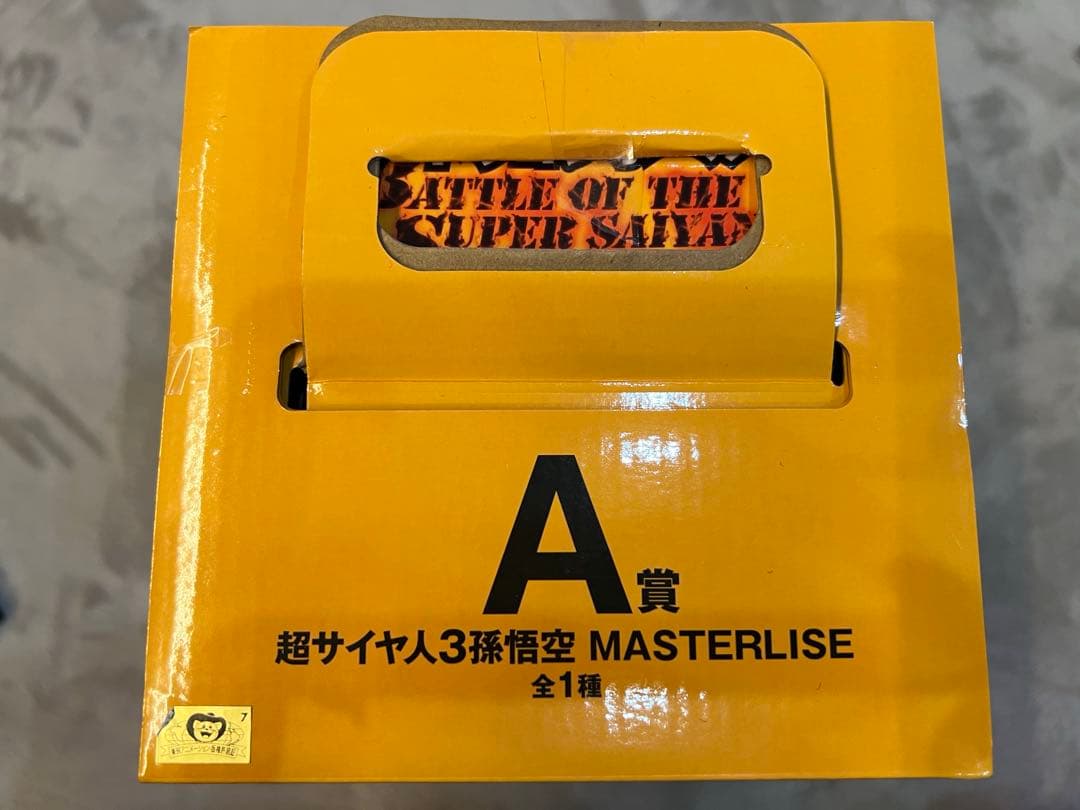 BATTLE OF THE
SUPER SAIYAN
A賞
超サイヤ人3孫悟空 MASTERLISE
全1種
7